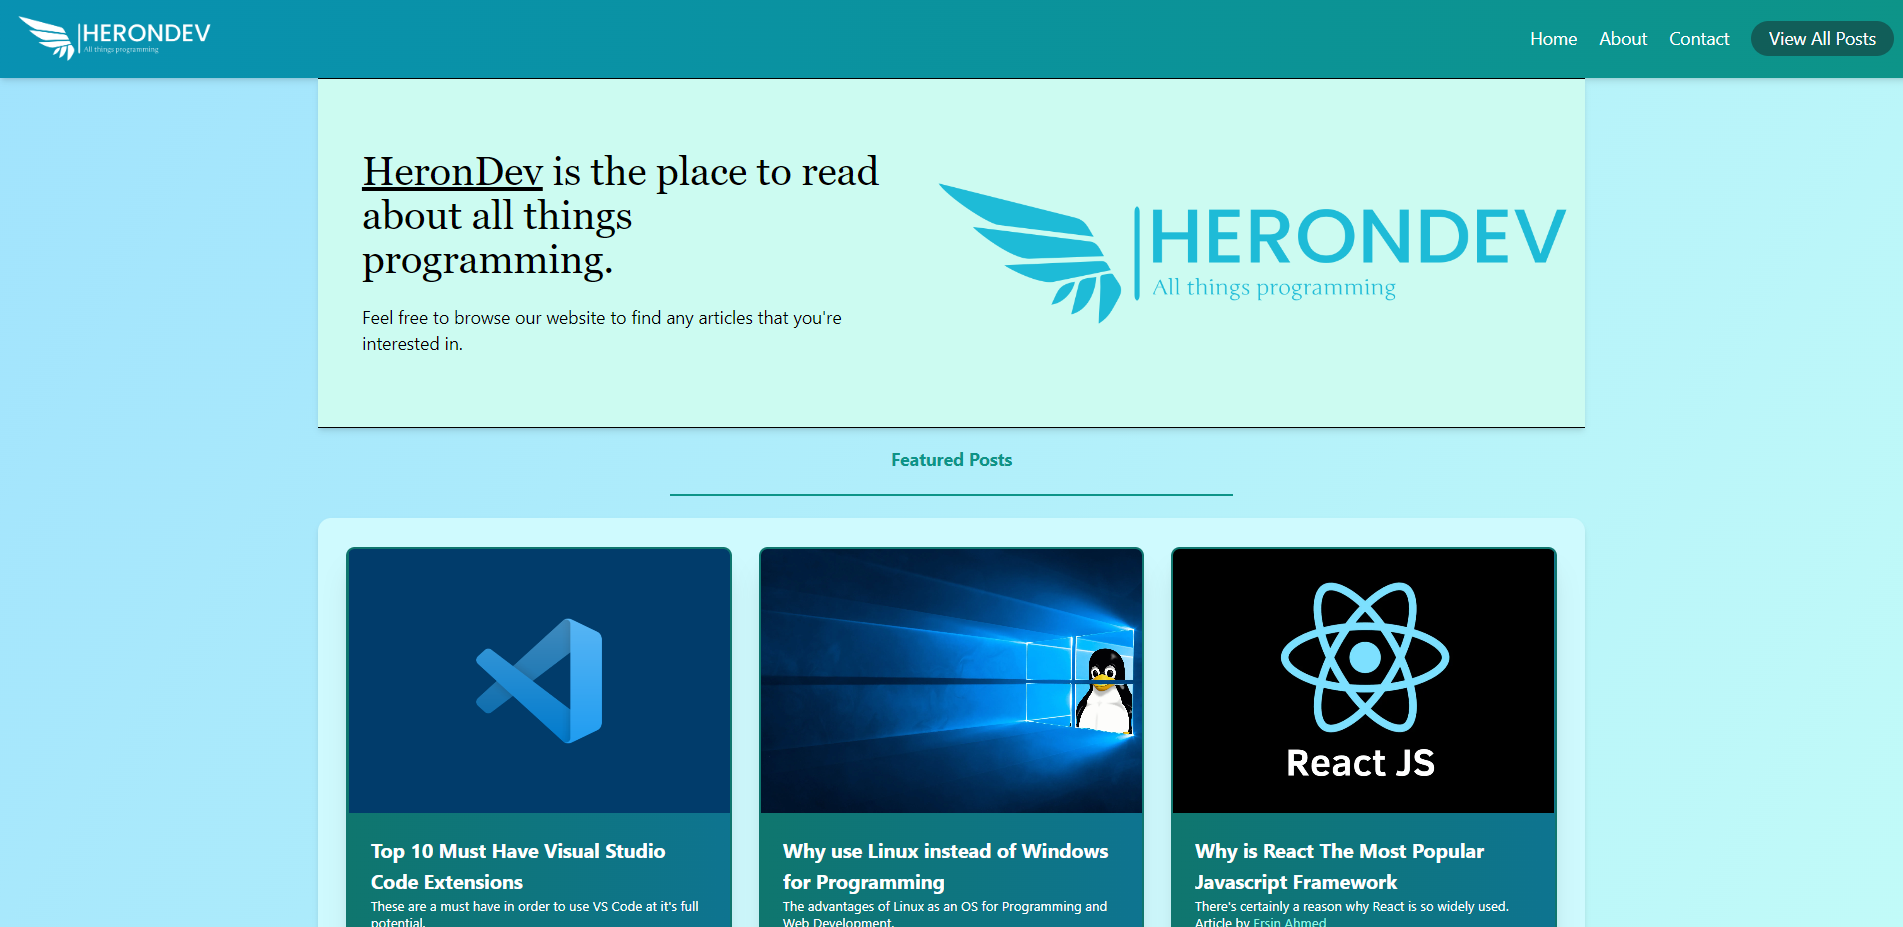 HERONDEV
All things programming
Home About Contact View All Posts
HeronDev is the place to read
about all things
programming.
Feel free to browse our website to find any articles that you're
interested in.
HERONDEV
All things programming
Featured Posts
React JS
Top 10 Must Have Visual Studio
Code Extensions
These are a must have in order to use VS Code at it's full
potential.
Why use Linux instead of Windows
for Programming
The advantages of Linux as an OS for Programming and
Web Development.
Why is React The Most Popular
Javascript Framework
There's certainly a reason why React is so widely used.
Article by Ersin Ahmed